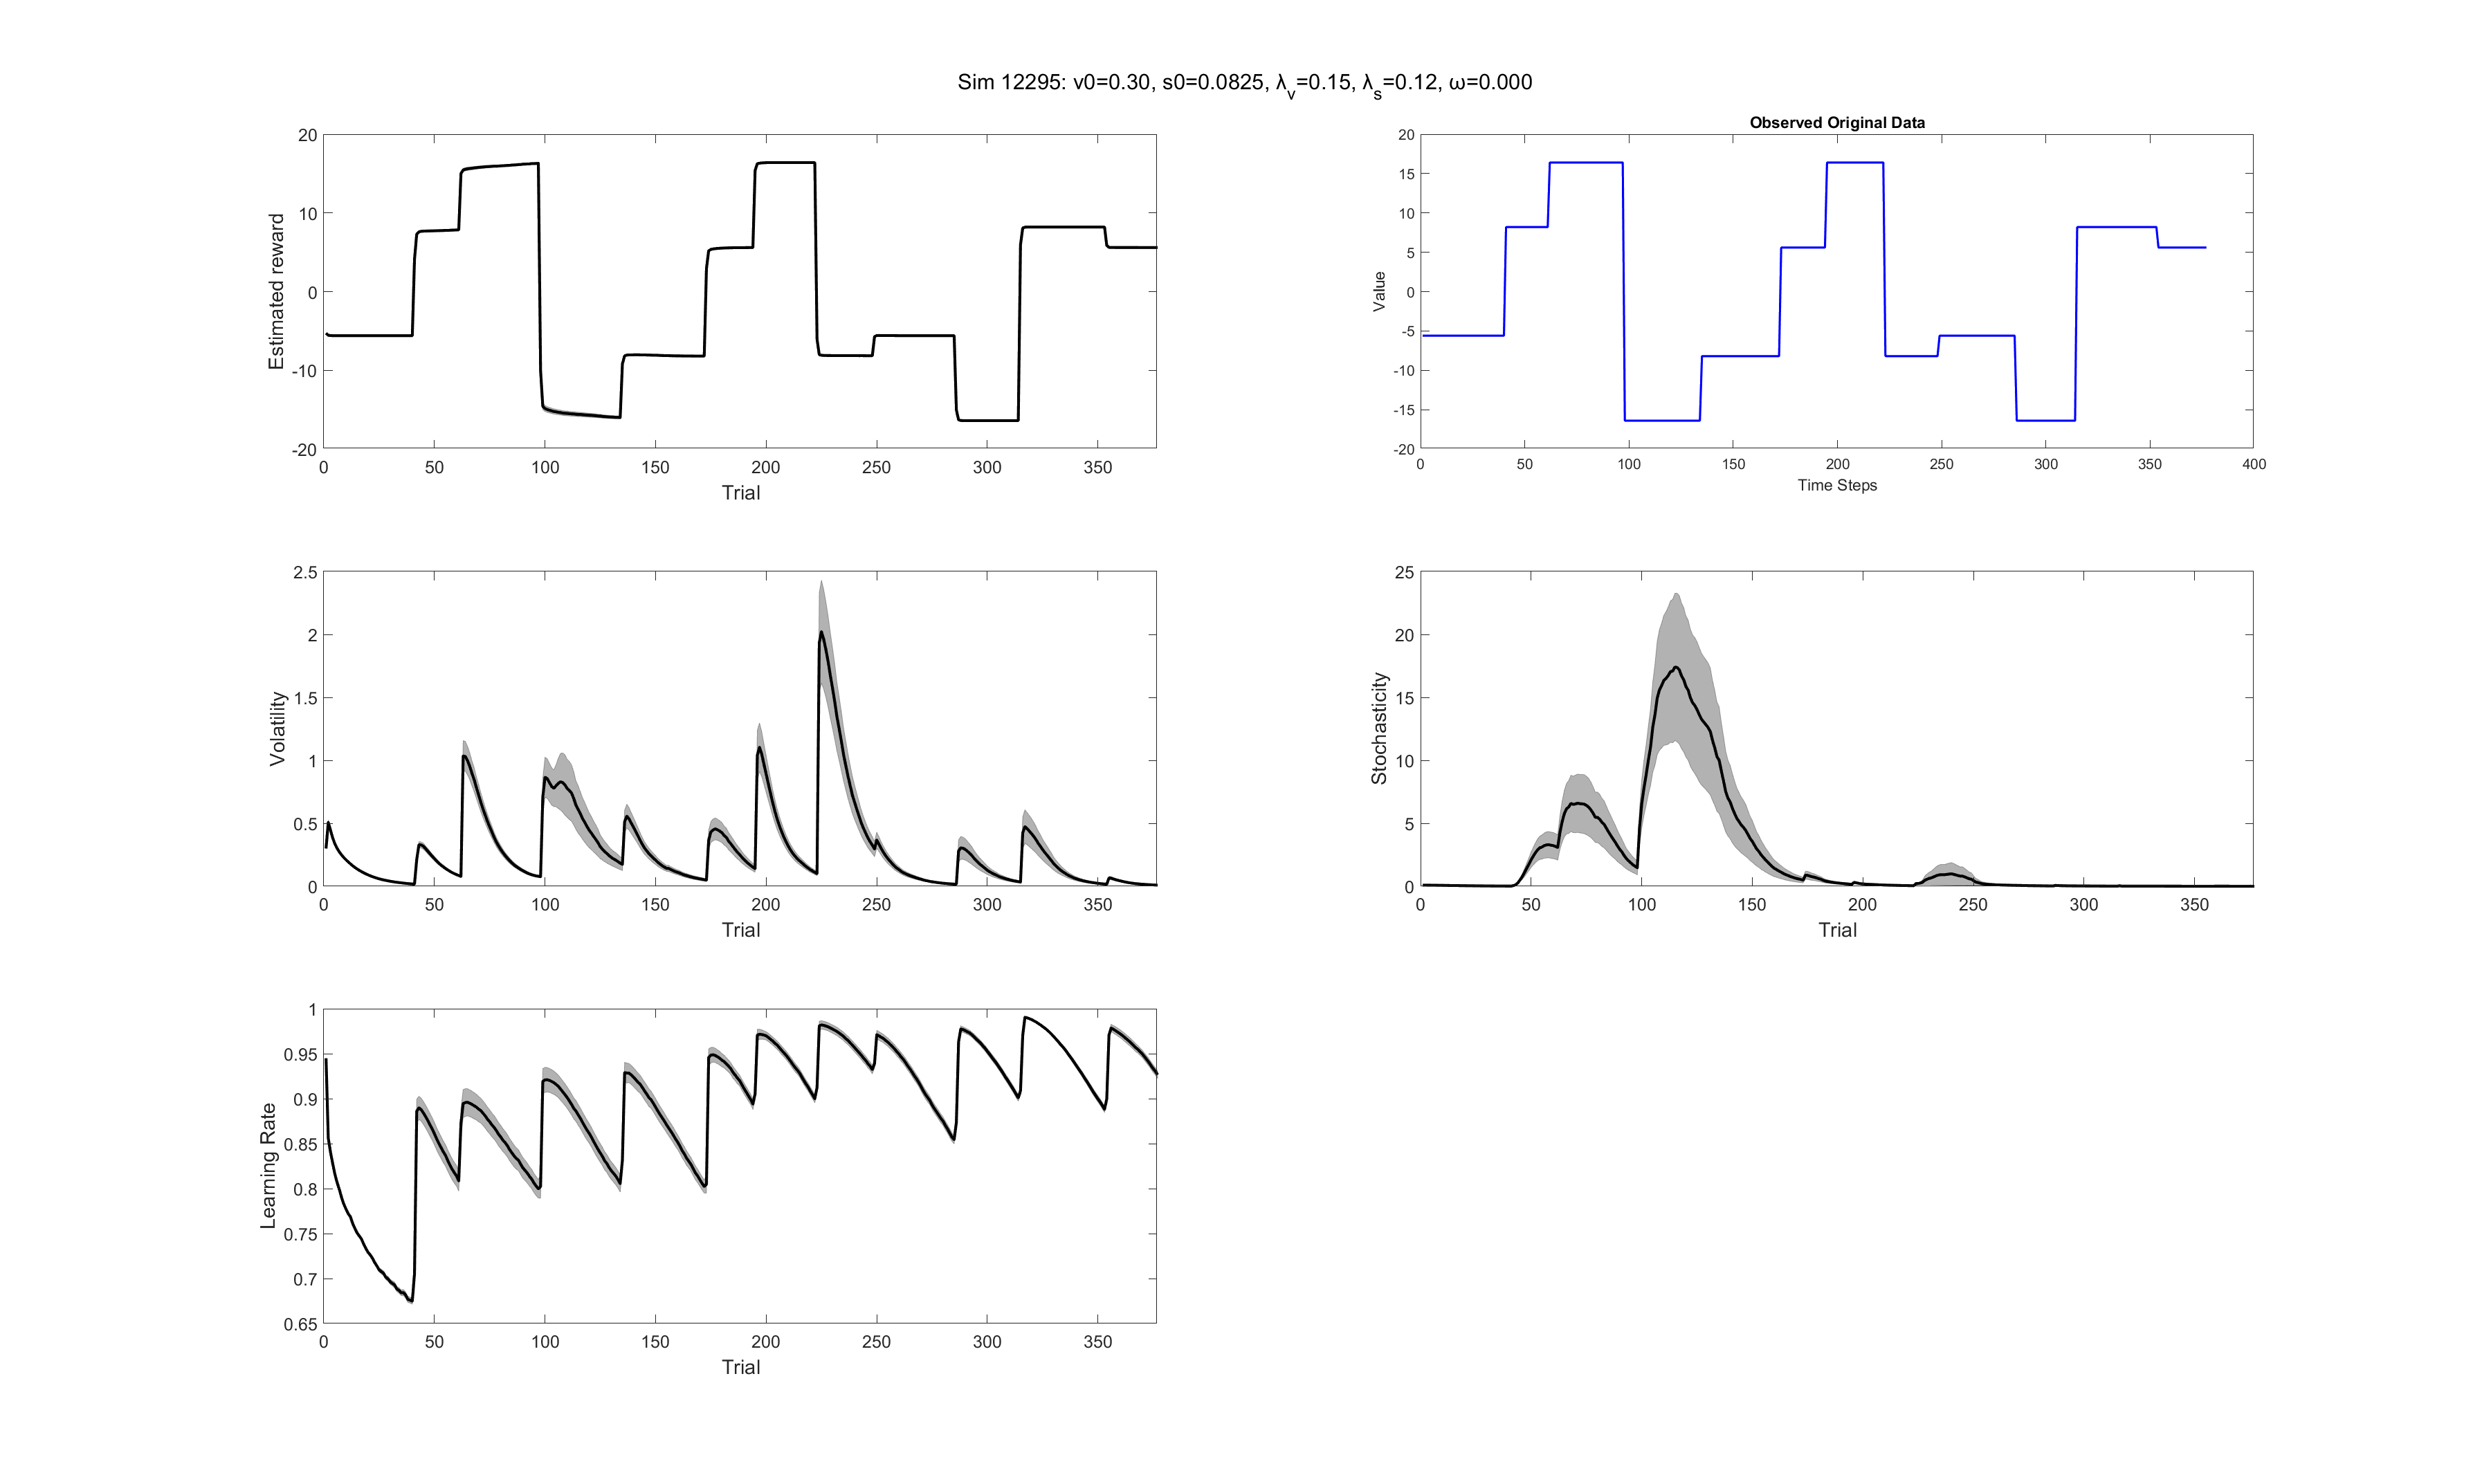 Sim 12295: v0=0.30, s0=0.0825, λv=0.15, λs=0.12, ω=0.000
20
10
0
-10
-20
Estimated reward
0 50 100 150 200 250 300 350
Trial
Observed Original Data
20
15
10
5
0
-5
-10
-15
-20
Value
0 50 100 150 200 250 300 350 400
Time Steps
2.5
2
1.5
1
0.5
0
Volatility
0 50 100 150 200 250 300 350
Trial
25
20
15
10
5
0
Stochasticity
0 50 100 150 200 250 300 350
Trial
1
0.95
0.9
0.85
0.8
0.75
0.7
0.65
Learning Rate
0 50 100 150 200 250 300 350
Trial